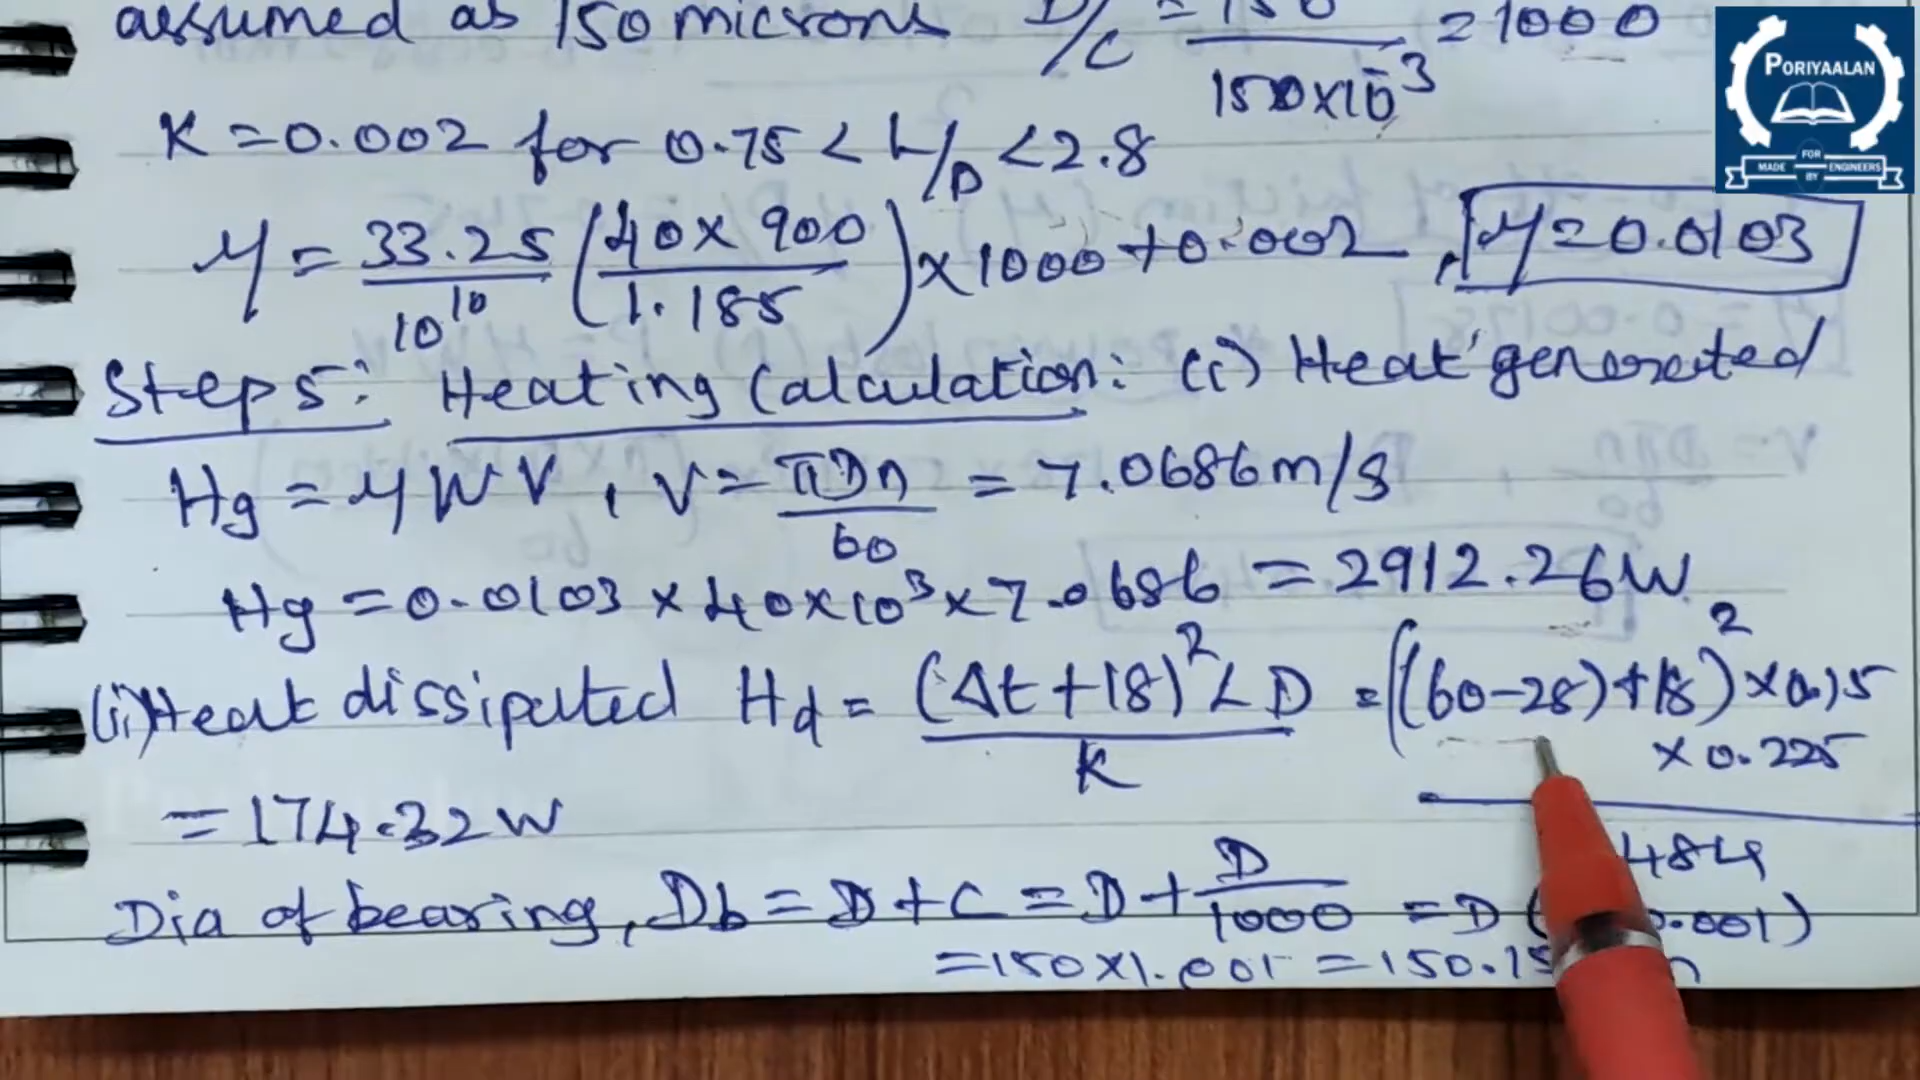 assumed as 150 microns D/C = 150 / 150×10⁻³ = 1000
K = 0.002 for 0.75 < L/D < 2.8
μ = 33.25/10¹⁰ (40 × 900 / 1.185) × 1000 + 0.002, μ = 0.0103
Step 5: Heating Calculation: (i) Heat generated
Hg = μ W V, V = πDn/60 = 7.0686 m/s
Hg = 0.0103 × 40×10³ × 7.0686 = 2912.26 W
(ii) Heat dissipated Hd = (Δt + 18)² L D / K = ((60-28) + 18)² × 0.15 × 0.225 / 484
= 174.32 W
Dia of bearing, Db = D + C = D + D/1000 = D ( 0.001)
= 150 × 1.001 = 150.15
PORIYAALAN
MADE FOR ENGINEERS
BY